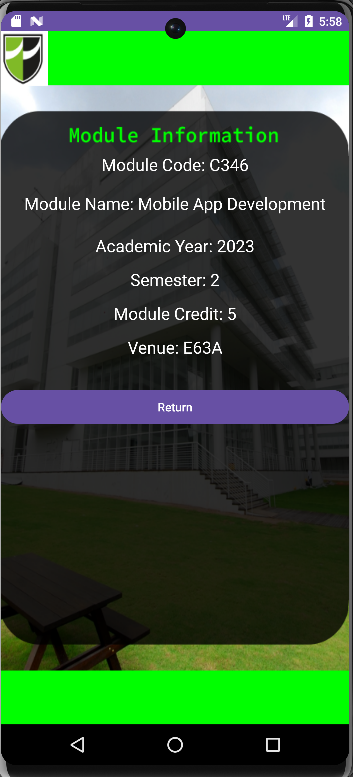 LTE 5:58
Module Information
Module Code: C346
Module Name: Mobile App Development
Academic Year: 2023
Semester: 2
Module Credit: 5
Venue: E63A
Return